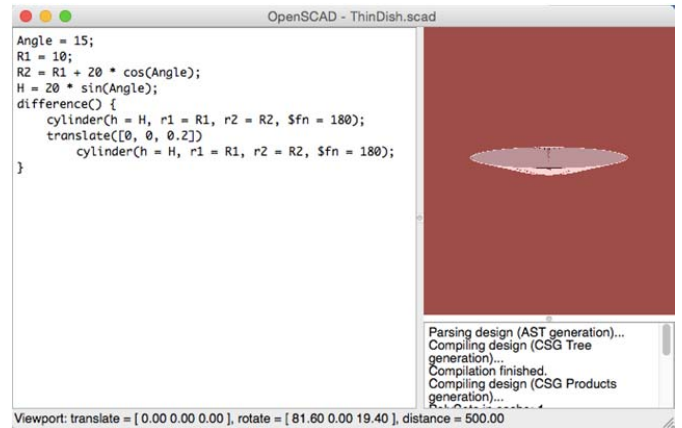 OpenSCAD - ThinDish.scad
Angle = 15;
R1 = 10;
R2 = R1 + 20 * cos(Angle);
H = 20 * sin(Angle);
difference() {
    cylinder(h = H, r1 = R1, r2 = R2, $fn = 180);
    translate([0, 0, 0.2])
        cylinder(h = H, r1 = R1, r2 = R2, $fn = 180);
}
Parsing design (AST generation)...
Compiling design (CSG Tree
generation)...
Compilation finished.
Compiling design (CSG Products
generation)...
Viewport: translate = [ 0.00 0.00 0.00 ], rotate = [ 81.60 0.00 19.40 ], distance = 500.00